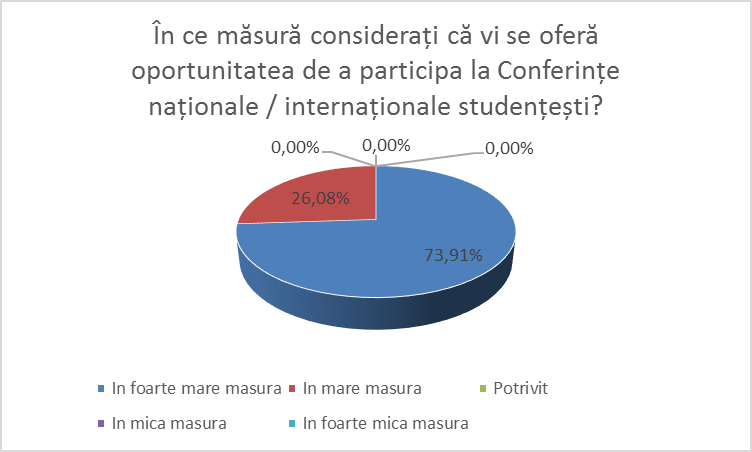 În ce măsură considerați că vi se oferă
oportunitatea de a participa la Conferințe
naționale / internaționale studențești?
0,00%
0,00%
0,00%
26,08%
73,91%
In foarte mare masura
In mare masura
Potrivit
In mica masura
In foarte mica masura